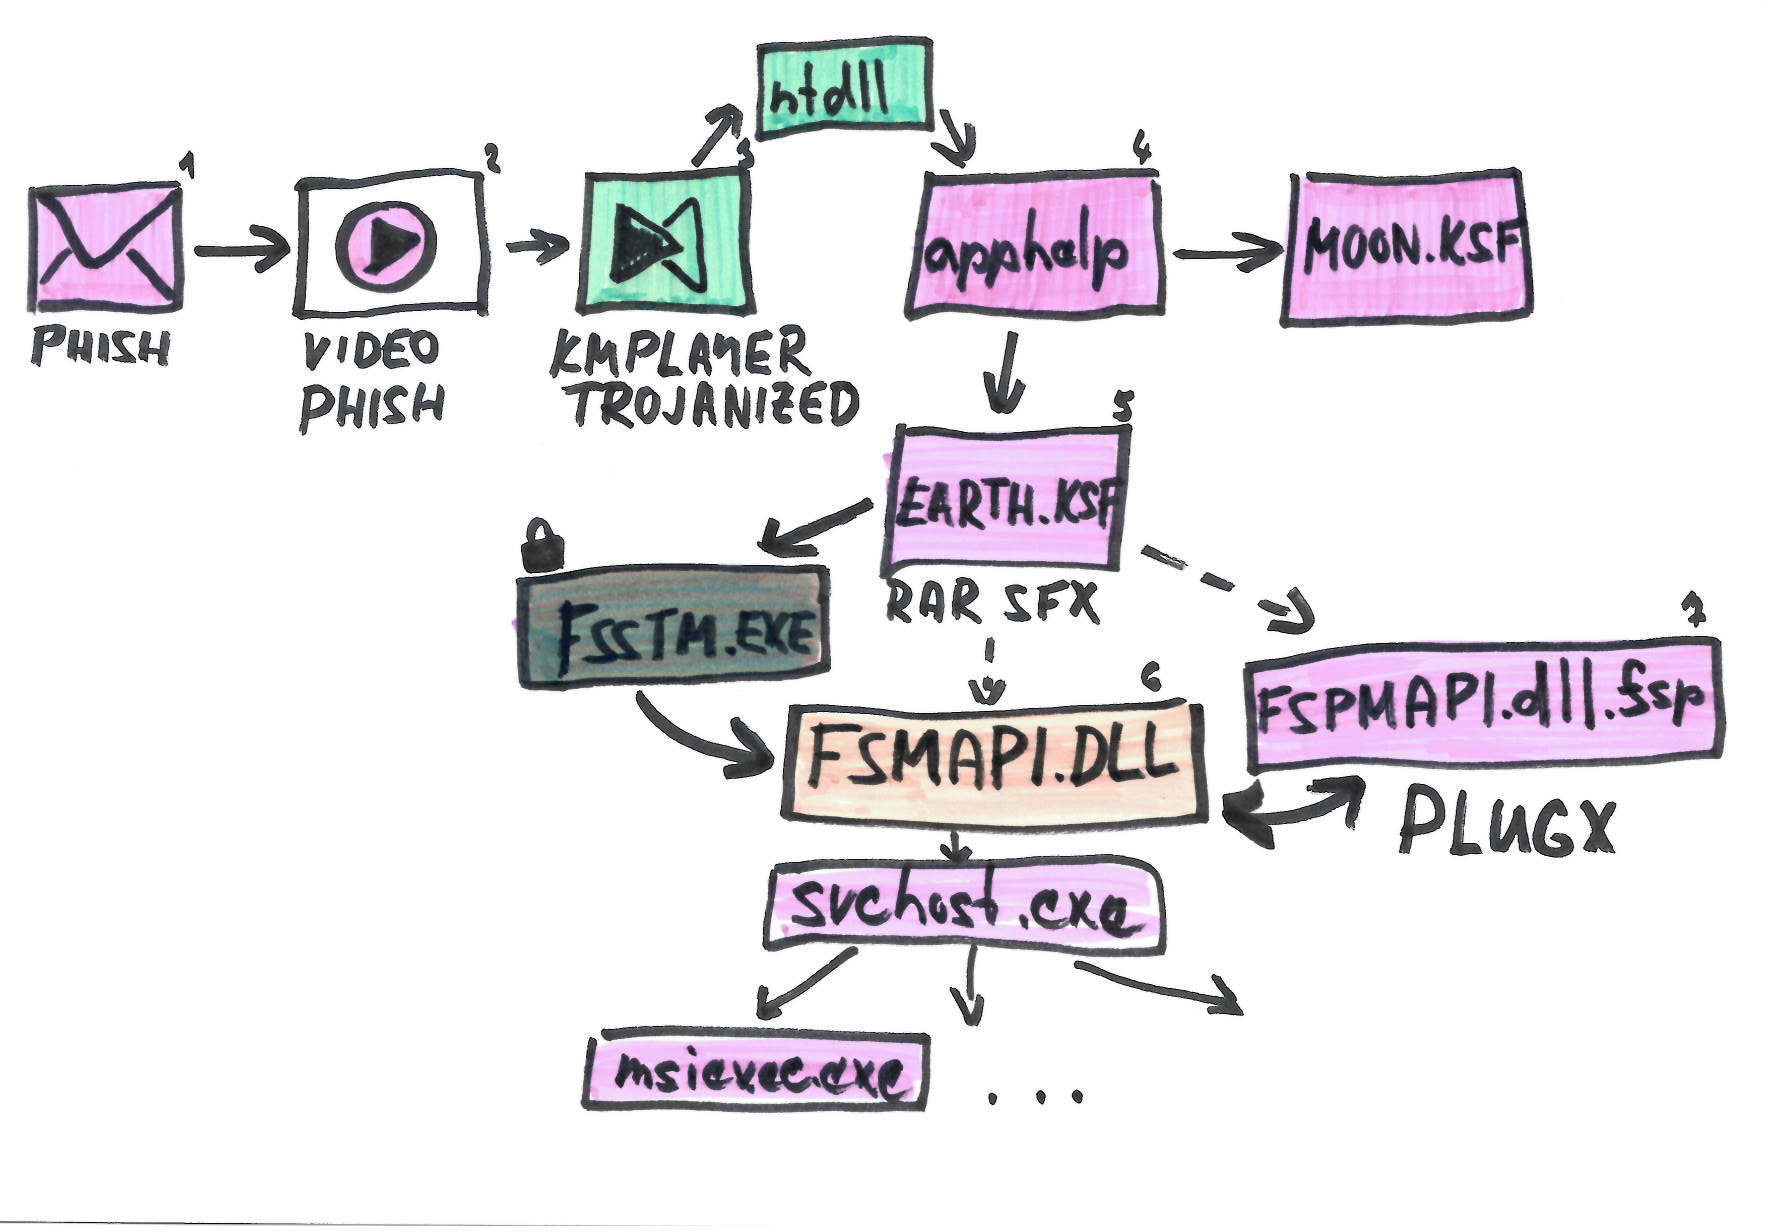 ntdll
1
2
3
4
apphelp
MOON.KSF
PHISH
VIDEO
PHISH
KMPLAYER
TROJANIZED
5
EARTH.KSF
RAR SFX
FSSTM.EXE
6
7
FSMAPI.DLL
FSPMAPI.dll.fsp
PLUGX
svchost.exe
msiexec.exe
...